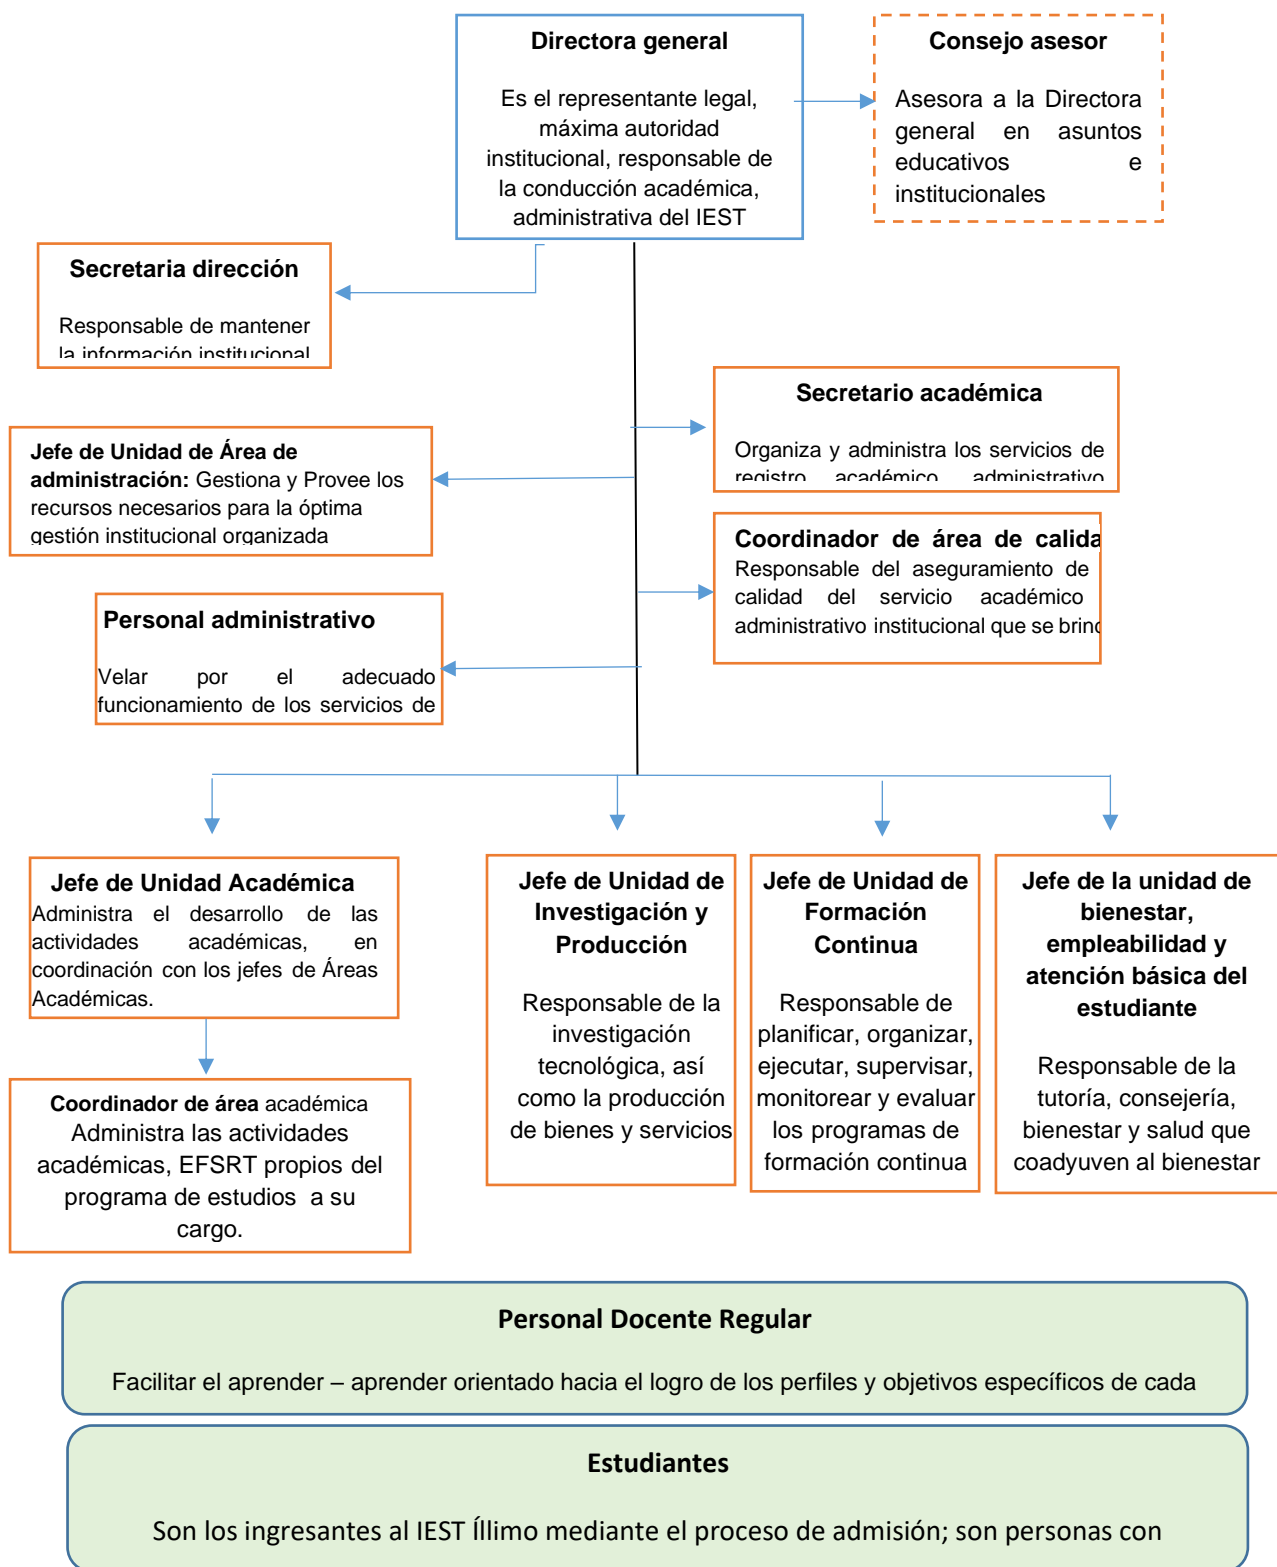 Directora general
Es el representante legal,
máxima autoridad
institucional, responsable de
la conducción académica,
administrativa del IEST
Consejo asesor
Asesora a la Directora
general en asuntos
educativos e
institucionales
Secretaria dirección
Responsable de mantener
la información institucional
Secretario académica
Organiza y administra los servicios de
registro académico administrativo
Jefe de Unidad de Área de
administración: Gestiona y Provee los
recursos necesarios para la óptima
gestión institucional organizada
Coordinador de área de calida
Responsable del aseguramiento de
calidad del servicio académico
administrativo institucional que se brind
Personal administrativo
Velar por el adecuado
funcionamiento de los servicios de
Jefe de Unidad Académica
Administra el desarrollo de las
actividades académicas, en
coordinación con los jefes de Áreas
Académicas.
Jefe de Unidad de
Investigación y
Producción
Responsable de la
investigación
tecnológica, así
como la producción
de bienes y servicios
Jefe de Unidad de
Formación
Continua
Responsable de
planificar, organizar,
ejecutar, supervisar,
monitorear y evaluar
los programas de
formación continua
Jefe de la unidad de
bienestar,
empleabilidad y
atención básica del
estudiante
Responsable de la
tutoría, consejería,
bienestar y salud que
coadyuven al bienestar
Coordinador de área académica
Administra las actividades
académicas, EFSRT propios del
programa de estudios a su
cargo.
Personal Docente Regular
Facilitar el aprender – aprender orientado hacia el logro de los perfiles y objetivos específicos de cada
Estudiantes
Son los ingresantes al IEST Íllimo mediante el proceso de admisión; son personas con